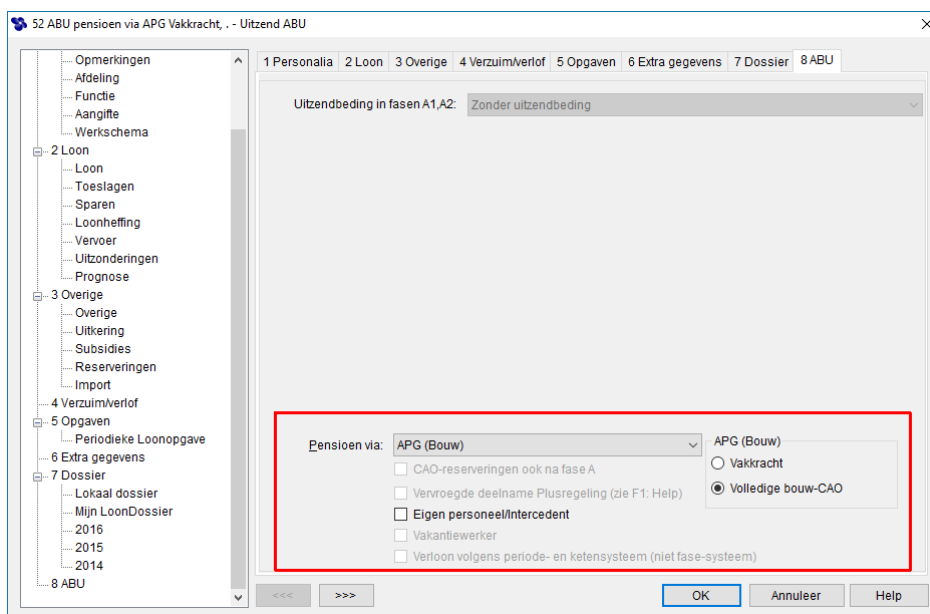 52 ABU pensioen via APG Vakkracht, . - Uitzend ABU
Opmerkingen
Afdeling
Functie
Aangifte
Werkschema
2 Loon
Loon
Toeslagen
Sparen
Loonheffing
Vervoer
Uitzonderingen
Prognose
3 Overige
Overige
Uitkering
Subsidies
Reserveringen
Import
4 Verzuim/verlof
5 Opgaven
Periodieke Loonopgave
6 Extra gegevens
7 Dossier
Lokaal dossier
Mijn LoonDossier
2016
2015
2014
8 ABU
1 Personalia 2 Loon 3 Overige 4 Verzuim/verlof 5 Opgaven 6 Extra gegevens 7 Dossier 8 ABU
Uitzendbeding in fasen A1,A2: Zonder uitzendbeding
Pensioen via: APG (Bouw)
CAO-reserveringen ook na fase A
Vervroegde deelname Plusregeling (zie F1: Help)
Eigen personeel/Intercedent
Vakantiewerker
Verloon volgens periode- en ketensysteem (niet fase-systeem)
APG (Bouw)
Vakkracht
Volledige bouw-CAO
<<< >>> OK Annuleer Help